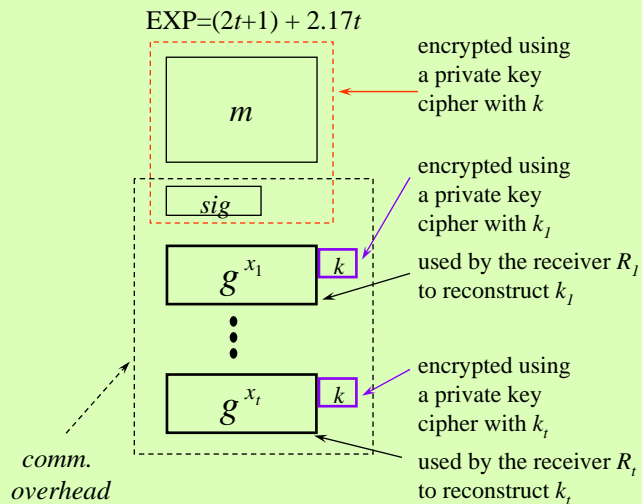 EXP=(2t+1) + 2.17t
encrypted using
a private key
cipher with k
m
encrypted using
a private key
cipher with k1
sig
k
g x1
used by the receiver R1
to reconstruct k1
encrypted using
a private key
cipher with kt
k
g xt
used by the receiver Rt
to reconstruct kt
comm.
overhead